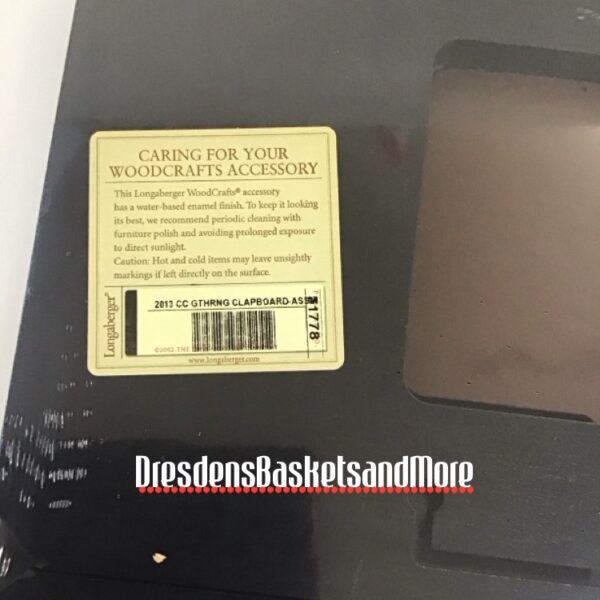 CARING FOR YOUR
WOODCRAFTS ACCESSORY
This Longaberger WoodCrafts® accessory
has a water-based enamel finish. To keep it looking
its best, we recommend periodic cleaning with
furniture polish and avoiding prolonged exposure
to direct sunlight.
Caution: Hot and cold items may leave unsightly
markings if left directly on the surface.
Longaberger®
2013 CC GTHRNG CLAPBOARD-ASSM
1778
©2002 THE
www.longaberger.com
DresdensBasketsandMore